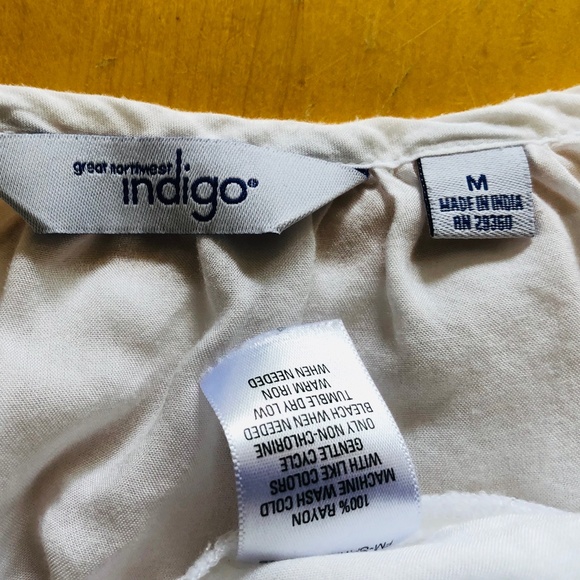 great northwest
indigo®
M
MADE IN INDIA
RN 29360
100% RAYON
MACHINE WASH COLD
WITH LIKE COLORS
GENTLE CYCLE
ONLY NON-CHLORINE
BLEACH WHEN NEEDED
TUMBLE DRY LOW
WARM IRON
WHEN NEEDED